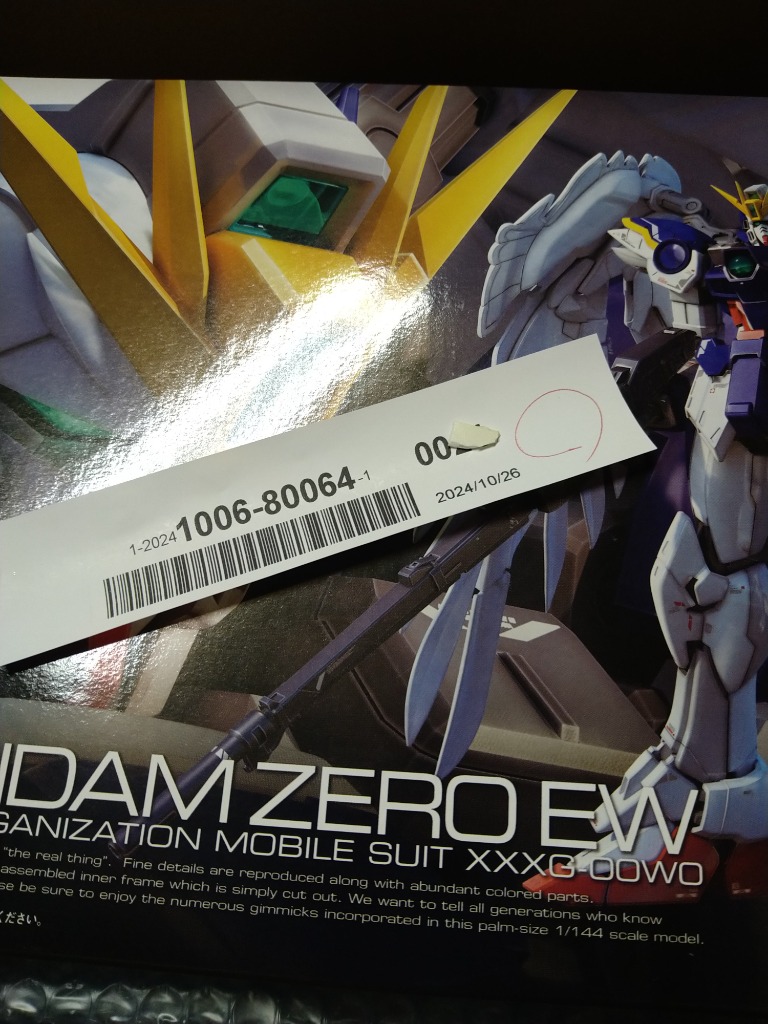 1-2024 1006-80064-1
00
2024/10/26
DAM ZERO EW
GANIZATION MOBILE SUIT XXXG-00W0
"the real thing". Fine details are reproduced along with abundant colored parts.
assembled inner frame which is simply cut out. We want to tell all generations who know
se be sure to enjoy the numerous gimmicks incorporated in this palm-size 1/144 scale model.
ください。